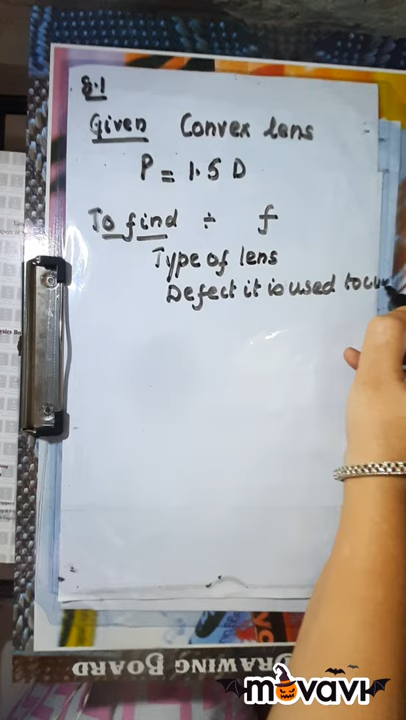 Q.1
Given Convex lens
P = 1.5 D
To find ÷ f
Type of lens
Defect it is used to
DRAWING BOARD
movavi